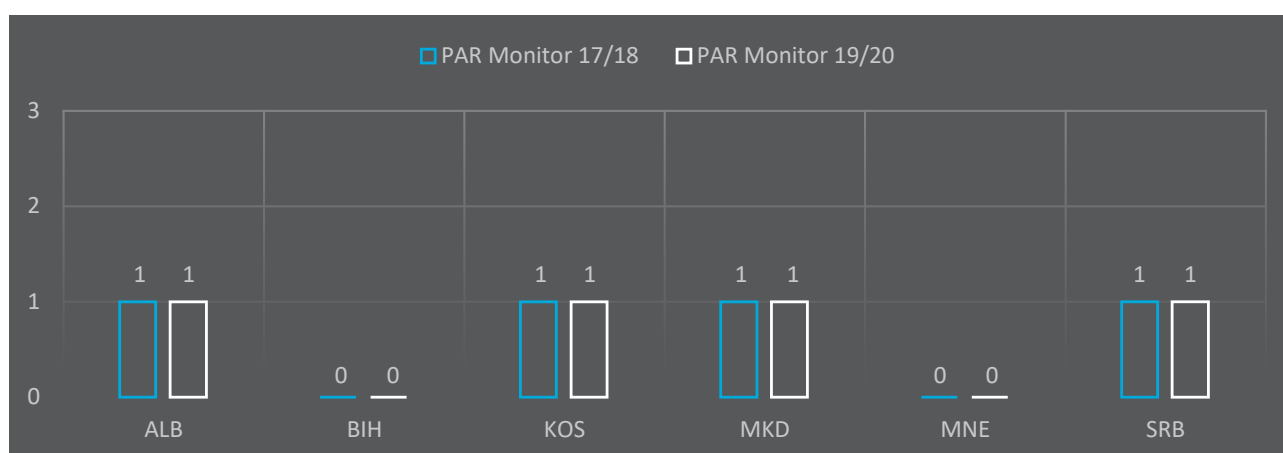 PAR Monitor 17/18 PAR Monitor 19/20
3
2
1 1 1 1 1 1 1 1
1
0 0 0 0
0
ALB BIH KOS MKD MNE SRB